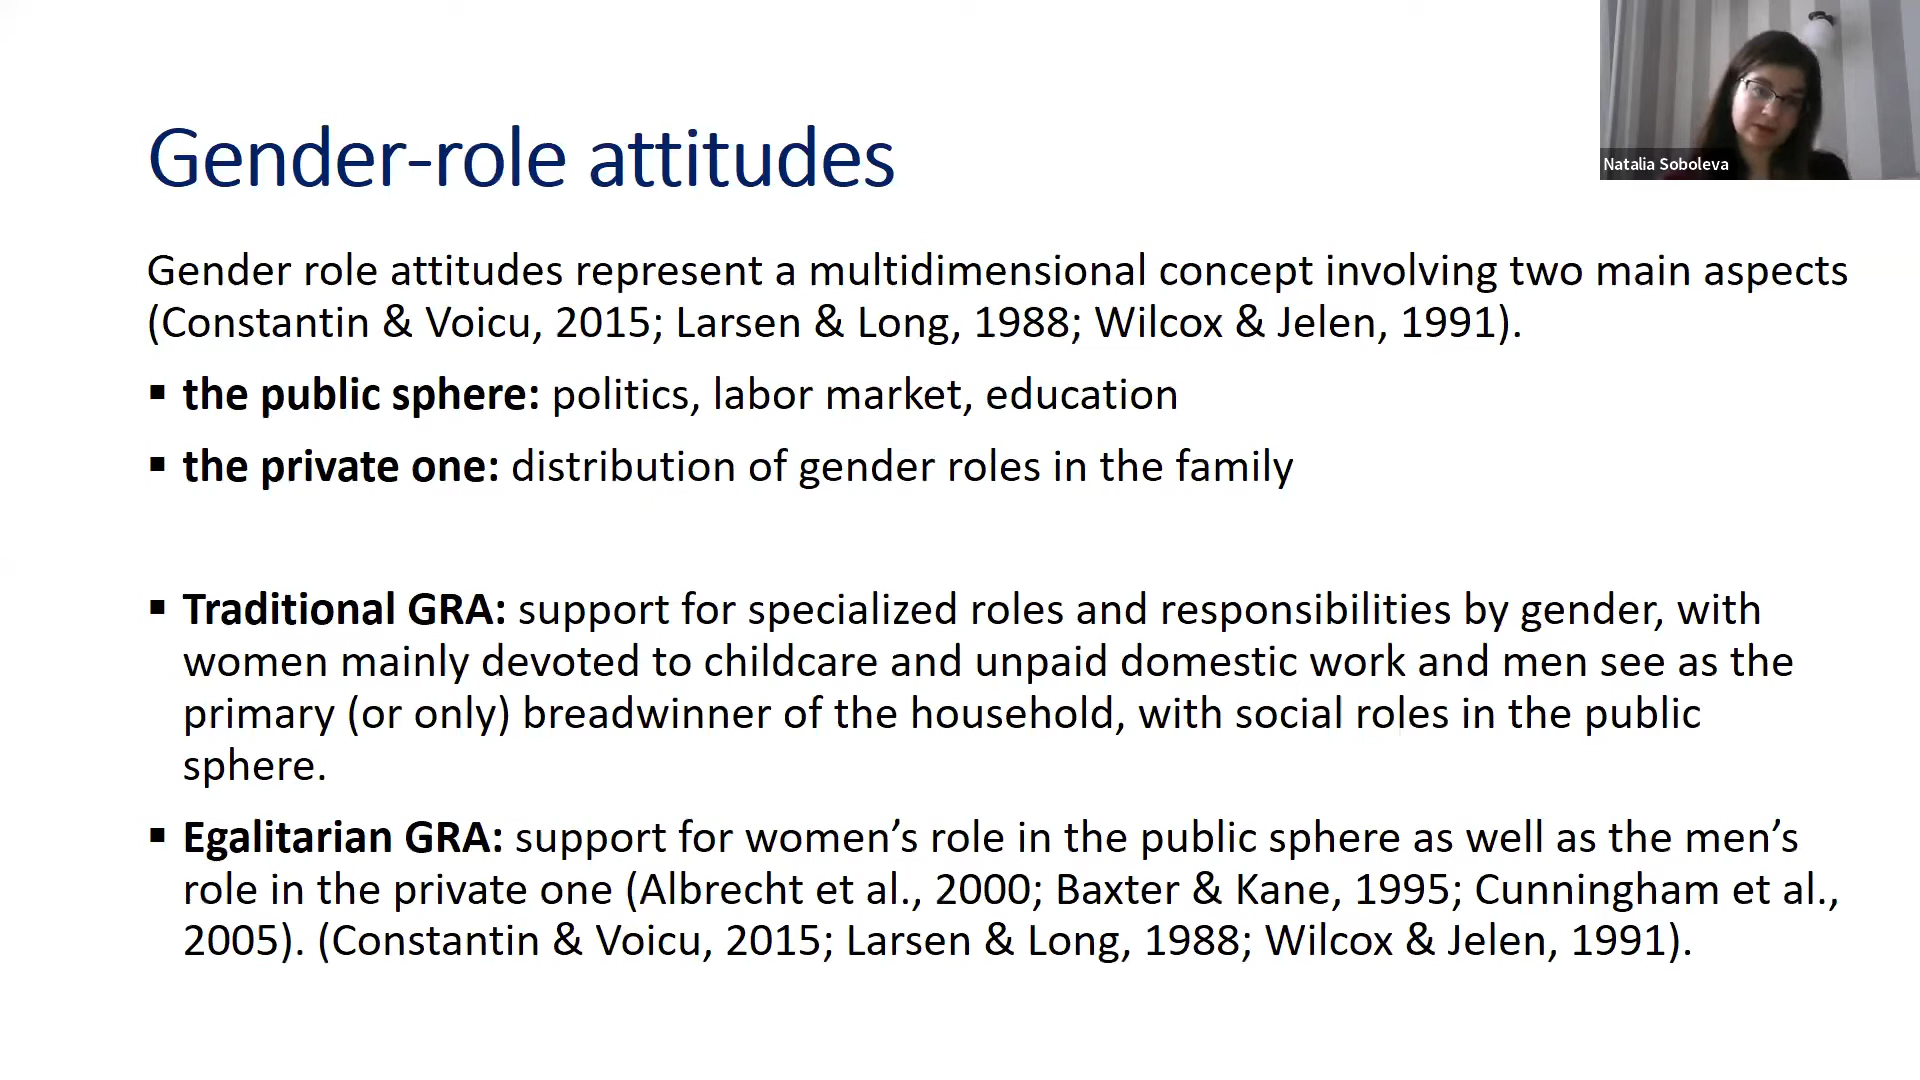 Gender-role attitudes
Natalia Soboleva
Gender role attitudes represent a multidimensional concept involving two main aspects
(Constantin & Voicu, 2015; Larsen & Long, 1988; Wilcox & Jelen, 1991).
▪ the public sphere: politics, labor market, education
▪ the private one: distribution of gender roles in the family
▪ Traditional GRA: support for specialized roles and responsibilities by gender, with
women mainly devoted to childcare and unpaid domestic work and men see as the
primary (or only) breadwinner of the household, with social roles in the public
sphere.
▪ Egalitarian GRA: support for women’s role in the public sphere as well as the men’s
role in the private one (Albrecht et al., 2000; Baxter & Kane, 1995; Cunningham et al.,
2005). (Constantin & Voicu, 2015; Larsen & Long, 1988; Wilcox & Jelen, 1991).